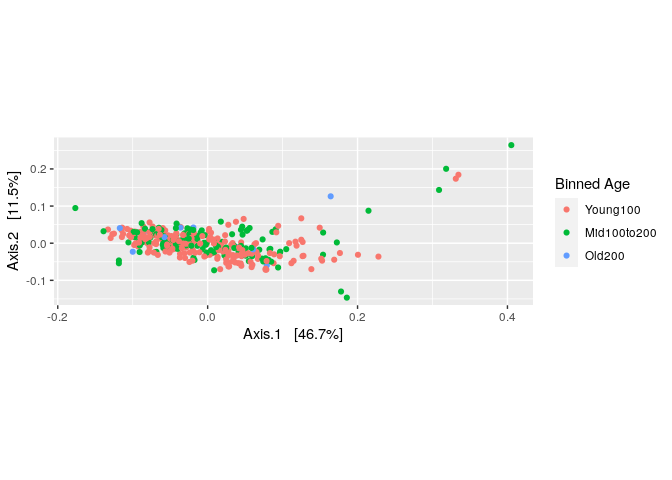 0.2
0.1
0.0
-0.1
Axis.2 [11.5%]
-0.2
0.0
0.2
0.4
Axis.1 [46.7%]
Binned Age
Young100
Mid100to200
Old200